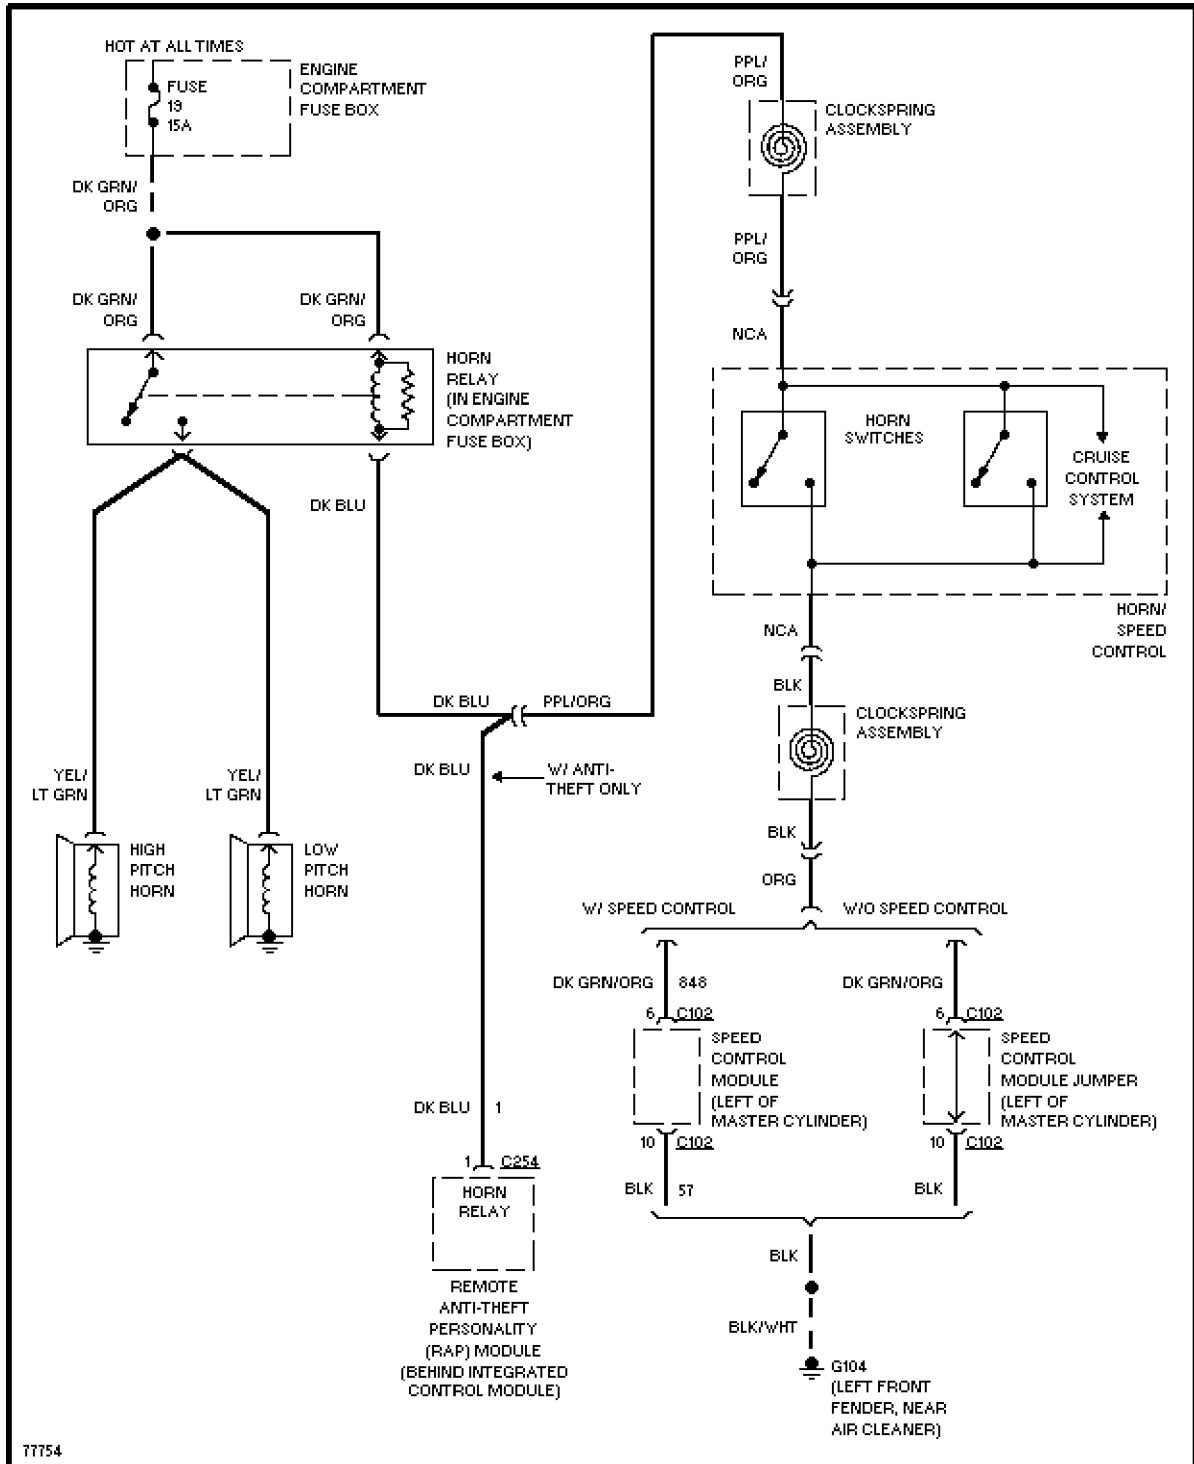 HOT AT ALL TIMES
FUSE
19
15A
ENGINE
COMPARTMENT
FUSE BOX
DK GRN/
ORG
DK GRN/
ORG
DK GRN/
ORG
HORN
RELAY
(IN ENGINE
COMPARTMENT
FUSE BOX)
DK BLU
YEL/
LT GRN
YEL/
LT GRN
HIGH
PITCH
HORN
LOW
PITCH
HORN
DK BLU
PPL/ORG
DK BLU
W/ ANTI-
THEFT ONLY
DK BLU
1
1
C254
HORN
RELAY
REMOTE
ANTI-THEFT
PERSONALITY
(RAP) MODULE
(BEHIND INTEGRATED
CONTROL MODULE)
PPL/
ORG
CLOCKSPRING
ASSEMBLY
PPL/
ORG
NCA
HORN
SWITCHES
CRUISE
CONTROL
SYSTEM
HORN/
SPEED
CONTROL
NCA
BLK
CLOCKSPRING
ASSEMBLY
BLK
ORG
W/ SPEED CONTROL
W/O SPEED CONTROL
DK GRN/ORG
848
DK GRN/ORG
6 C102
6 C102
SPEED
CONTROL
MODULE
(LEFT OF
MASTER CYLINDER)
SPEED
CONTROL
MODULE JUMPER
(LEFT OF
MASTER CYLINDER)
10 C102
10 C102
BLK
57
BLK
BLK
BLK/WHT
G104
(LEFT FRONT
FENDER, NEAR
AIR CLEANER)
77754